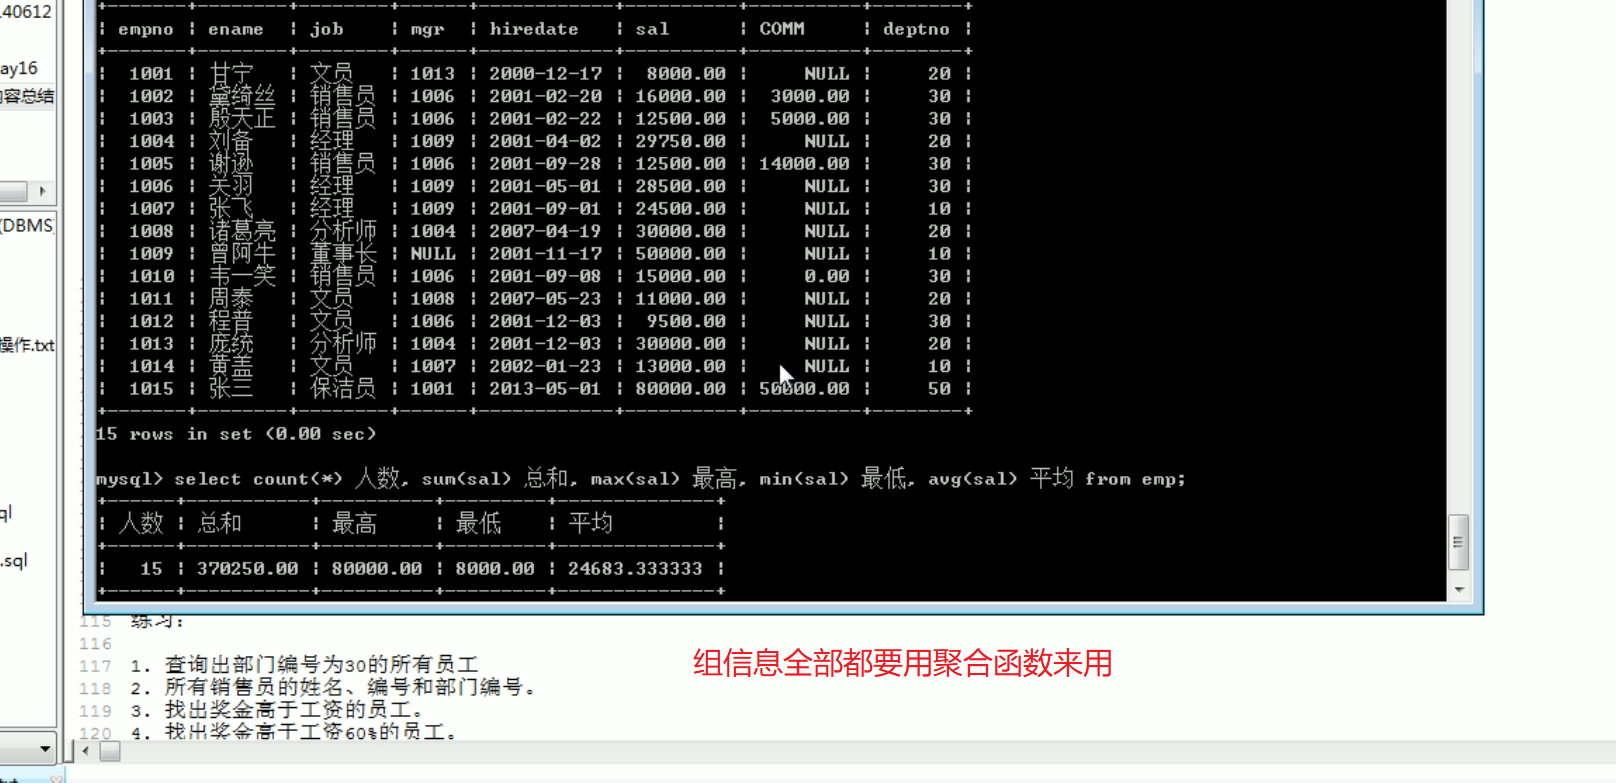 40612
ay16
内容总结
(DBMS)
操作.txt
ql
.sql
| empno | ename | job | mgr | hiredate | sal | COMM | deptno |
| 1001 | 甘宁 | 文员 | 1013 | 2000-12-17 | 8000.00 | NULL | 20 |
| 1002 | 黛绮丝 | 销售员 | 1006 | 2001-02-20 | 16000.00 | 3000.00 | 30 |
| 1003 | 殷天正 | 销售员 | 1006 | 2001-02-22 | 12500.00 | 5000.00 | 30 |
| 1004 | 刘备 | 经理 | 1009 | 2001-04-02 | 29750.00 | NULL | 20 |
| 1005 | 谢逊 | 销售员 | 1006 | 2001-09-28 | 12500.00 | 14000.00 | 30 |
| 1006 | 关羽 | 经理 | 1009 | 2001-05-01 | 28500.00 | NULL | 30 |
| 1007 | 张飞 | 经理 | 1009 | 2001-09-01 | 24500.00 | NULL | 10 |
| 1008 | 诸葛亮 | 分析师 | 1004 | 2007-04-19 | 30000.00 | NULL | 20 |
| 1009 | 曾阿牛 | 董事长 | NULL | 2001-11-17 | 50000.00 | NULL | 10 |
| 1010 | 韦一笑 | 销售员 | 1006 | 2001-09-08 | 15000.00 | 0.00 | 30 |
| 1011 | 周泰 | 文员 | 1008 | 2007-05-23 | 11000.00 | NULL | 20 |
| 1012 | 程普 | 文员 | 1006 | 2001-12-03 | 9500.00 | NULL | 30 |
| 1013 | 庞统 | 分析师 | 1004 | 2001-12-03 | 30000.00 | NULL | 20 |
| 1014 | 黄盖 | 文员 | 1007 | 2002-01-23 | 13000.00 | NULL | 10 |
| 1015 | 张三 | 保洁员 | 1001 | 2013-05-01 | 80000.00 | 50000.00 | 50 |
15 rows in set (0.00 sec)
mysql> select count(*) 人数, sum(sal) 总和, max(sal) 最高, min(sal) 最低, avg(sal) 平均 from emp;
| 人数 | 总和 | 最高 | 最低 | 平均 |
| 15 | 370250.00 | 80000.00 | 8000.00 | 24683.333333 |
115 练习:
116
117 1. 查询出部门编号为30的所有员工
118 2. 所有销售员的姓名、编号和部门编号。
119 3. 找出奖金高于工资的员工。
120 4. 找出奖金高于工资60%的员工。
组信息全部都要用聚合函数来用